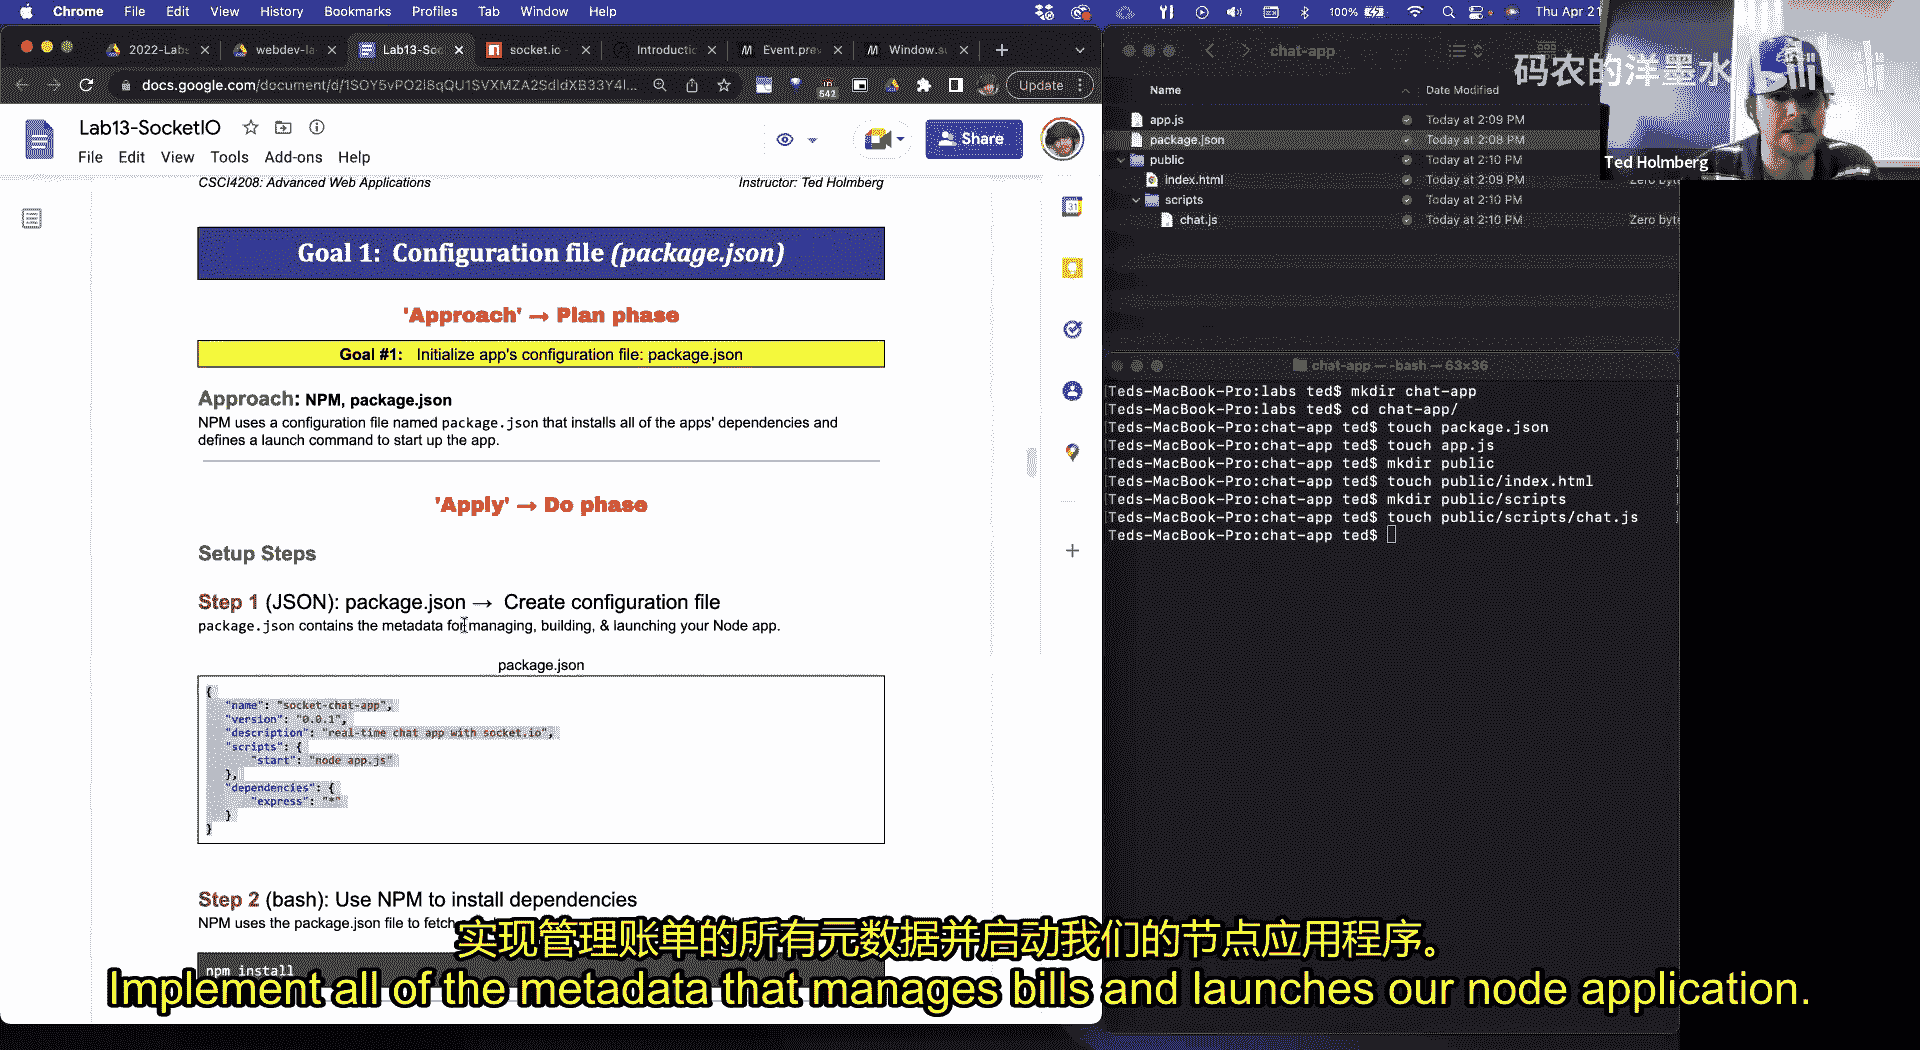 Chrome File Edit View History Bookmarks Profiles Tab Window Help
100% Thu Apr 21
2022-Lab
webdev-la
Lab13-Soc
socket.io
Introductic
Event.prev
Window.su
docs.google.com/document/d/1SOY5vPO2l8qQU1SVXMZA2SdldXB33Y4l...
542
Update
Lab13-SocketIO
File Edit View Tools Add-ons Help
Share
CSCI4208: Advanced Web Applications
Instructor: Ted Holmberg
Goal 1: Configuration file (package.json)
'Approach' → Plan phase
Goal #1: Initialize app's configuration file: package.json
Approach: NPM, package.json
NPM uses a configuration file named package.json that installs all of the apps' dependencies and
defines a launch command to start up the app.
'Apply' → Do phase
Setup Steps
Step 1 (JSON): package.json → Create configuration file
package.json contains the metadata for managing, building, & launching your Node app.
package.json
{
"name": "socket-chat-app",
"version": "0.0.1",
"description": "real-time chat app with socket.io",
"scripts": {
"start": "node app.js"
},
"dependencies": {
"express": "*"
}
}
Step 2 (bash): Use NPM to install dependencies
NPM uses the package.json file to fetch
npm install
31
chat-app
Name Date Modified
app.js Today at 2:09 PM
package.json Today at 2:08 PM
public Today at 2:10 PM
index.html Today at 2:09 PM Zero byte
scripts Today at 2:10 PM
chat.js Today at 2:10 PM Zero byte
码农的洋墨水
bili bili
Ted Holmberg
chat-app — -bash — 63×36
Teds-MacBook-Pro:labs ted$ mkdir chat-app
Teds-MacBook-Pro:labs ted$ cd chat-app/
Teds-MacBook-Pro:chat-app ted$ touch package.json
Teds-MacBook-Pro:chat-app ted$ touch app.js
Teds-MacBook-Pro:chat-app ted$ mkdir public
Teds-MacBook-Pro:chat-app ted$ touch public/index.html
Teds-MacBook-Pro:chat-app ted$ mkdir public/scripts
Teds-MacBook-Pro:chat-app ted$ touch public/scripts/chat.js
Teds-MacBook-Pro:chat-app ted$
实现管理账单的所有元数据并启动我们的节点应用程序。
Implement all of the metadata that manages bills and launches our node application.